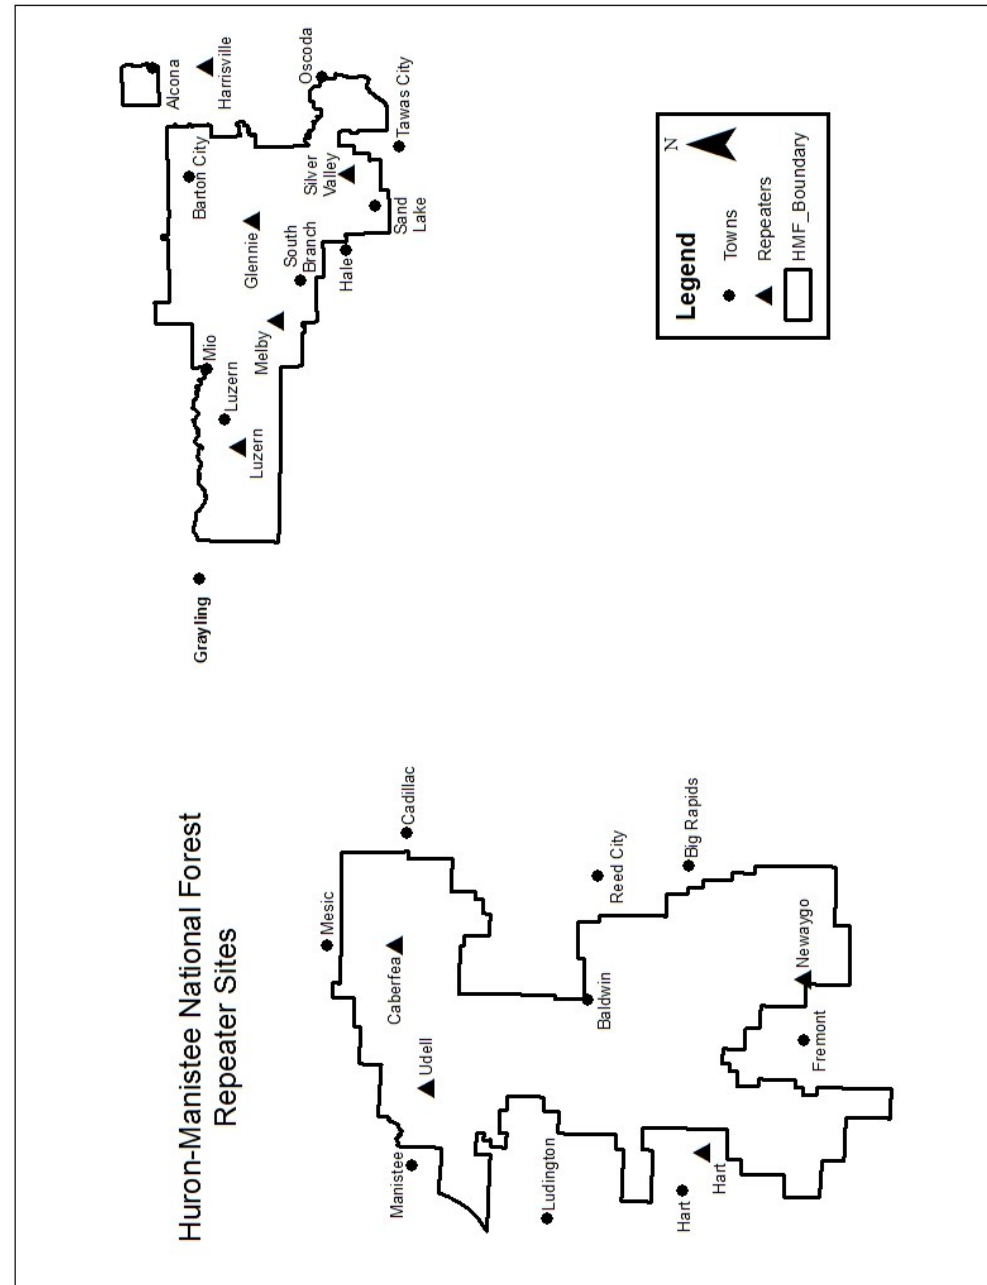 Huron-Manistee National Forest
Repeater Sites
Alcona
Harrisville
Oscoda
Tawas City
Barton City
Silver
Valley
Sand
Lake
Glennie
South
Branch
Hale
Mio
Melby
Luzern
Luzern
Grayling
Mesic
Cadillac
Caberfea
Udell
Manistee
Reed City
Big Rapids
Baldwin
Ludington
Newaygo
Fremont
Hart
Hart
N
Legend
Towns
Repeaters
HMF_Boundary